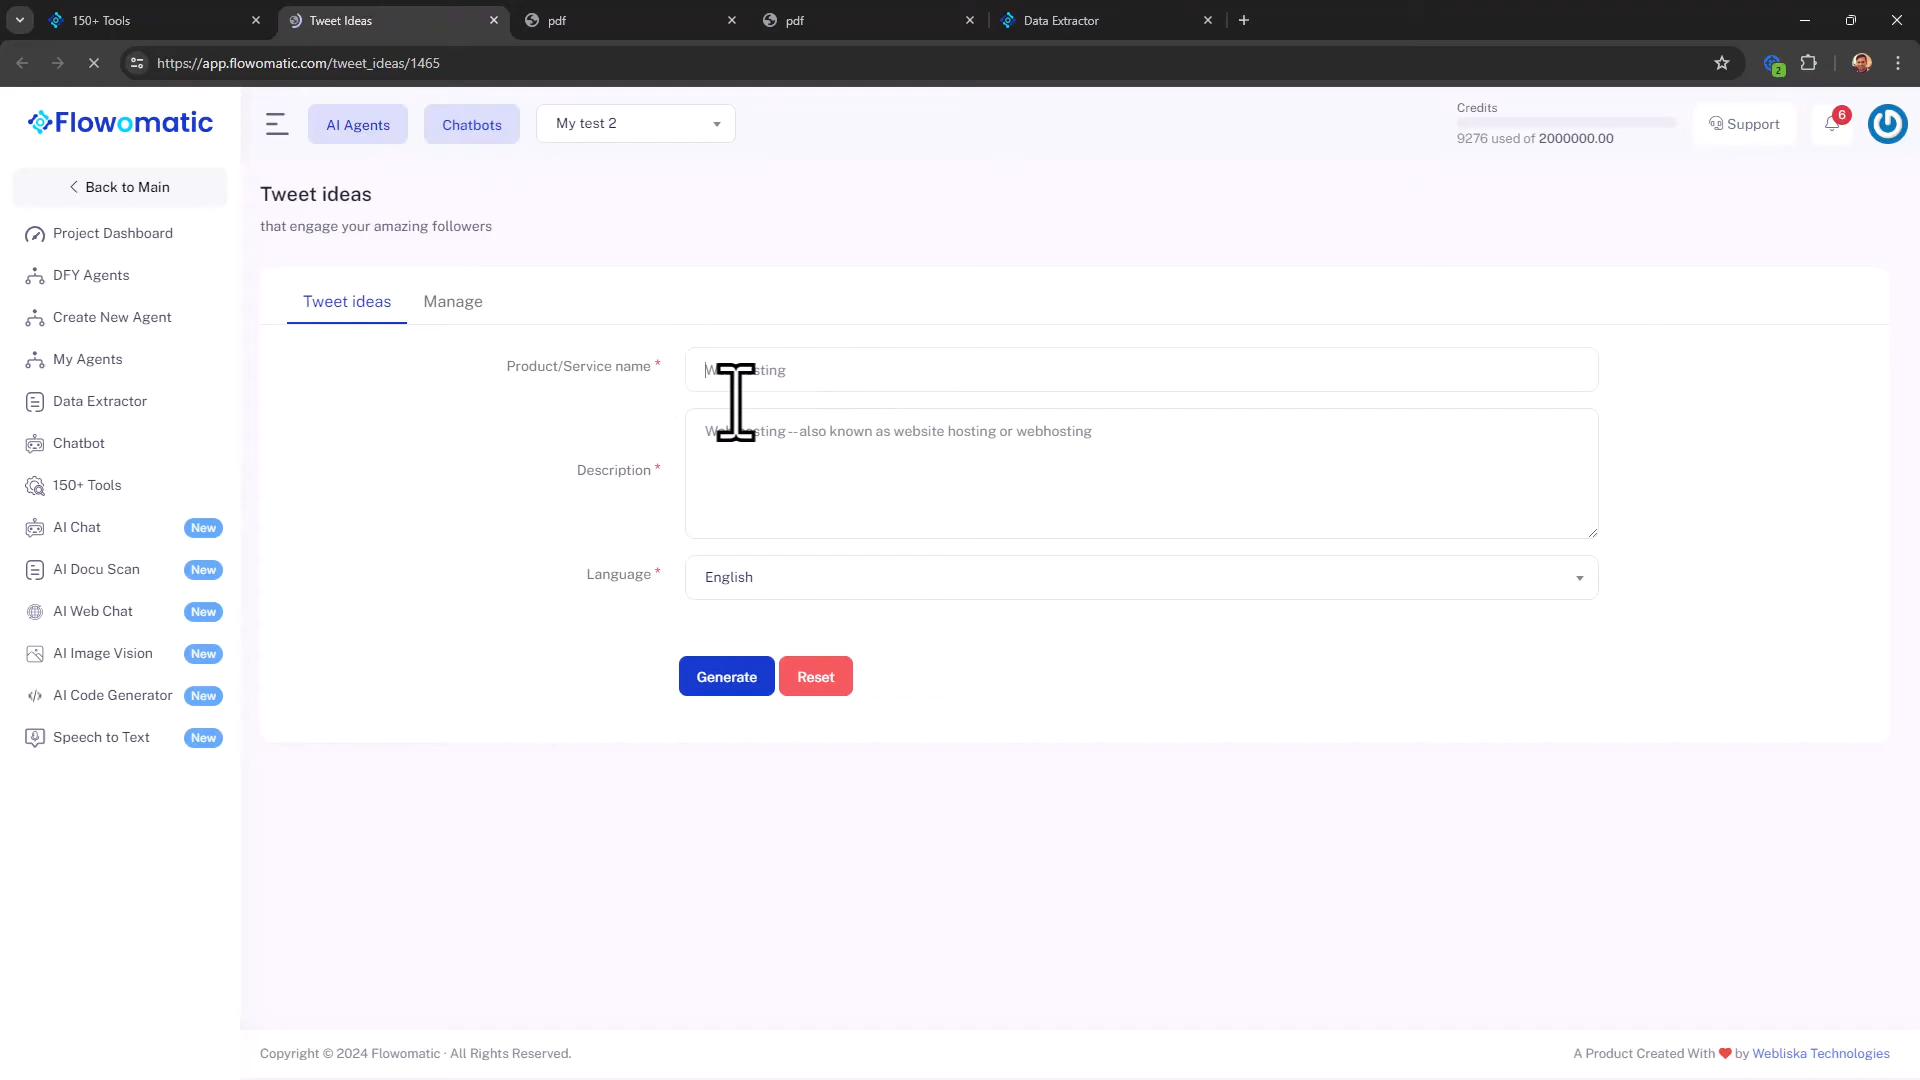 150+ Tools
Tweet Ideas
pdf
pdf
Data Extractor
https://app.flowomatic.com/tweet_ideas/1465
2
Flowomatic
AI Agents
Chatbots
My test 2
Credits
9276 used of 2000000.00
Support
6
Back to Main
Project Dashboard
DFY Agents
Create New Agent
My Agents
Data Extractor
Chatbot
150+ Tools
AI Chat New
AI Docu Scan New
AI Web Chat New
AI Image Vision New
AI Code Generator New
Speech to Text New
Tweet ideas
that engage your amazing followers
Tweet ideas
Manage
Product/Service name *
Description *
-- also known as website hosting or webhosting
Language *
English
Generate
Reset
Copyright © 2024 Flowomatic · All Rights Reserved.
A Product Created With ❤ by Webliska Technologies